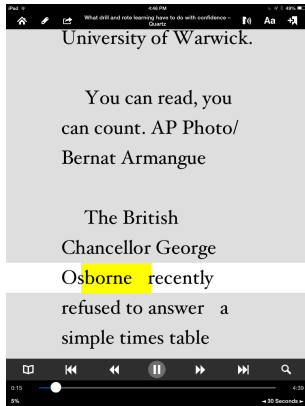 iPad
4:46 PM
49%
What drill and rote learning have to do with confidence –
Quartz
Aa
University of Warwick.
You can read, you
can count. AP Photo/
Bernat Armangue
The British
Chancellor George
Osborne recently
refused to answer a
simple times table
0:15
4:39
5%
◄ 30 Seconds ►